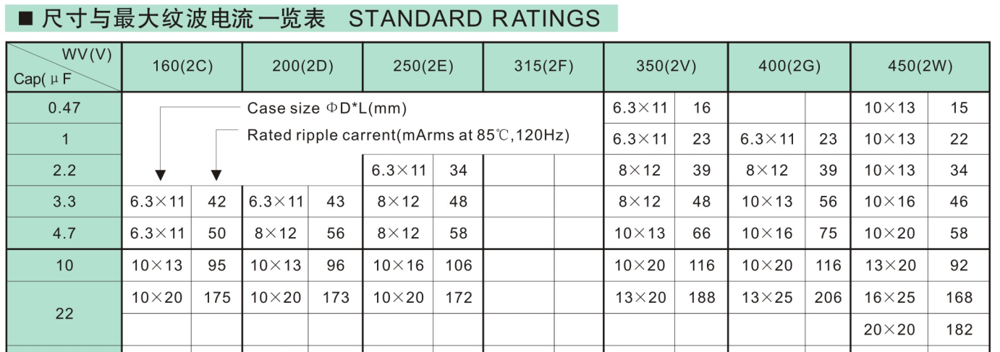 ■ 尺寸与最大纹波电流一览表 STANDARD RATINGS
WV(V) 160(2C) 200(2D) 250(2E) 315(2F) 350(2V) 400(2G) 450(2W)
Cap( μ F
0.47 Case size ΦD*L(mm) 6.3×11 16 10×13 15
1 Rated ripple carrent(mArms at 85℃,120Hz) 6.3×11 23 6.3×11 23 10×13 22
2.2 6.3×11 34 8×12 39 8×12 39 10×13 34
3.3 6.3×11 42 6.3×11 43 8×12 48 8×12 48 10×13 56 10×16 46
4.7 6.3×11 50 8×12 56 8×12 58 10×13 66 10×16 75 10×20 58
10 10×13 95 10×13 96 10×16 106 10×20 116 10×20 116 13×20 92
22 10×20 175 10×20 173 10×20 172 13×20 188 13×25 206 16×25 168
20×20 182